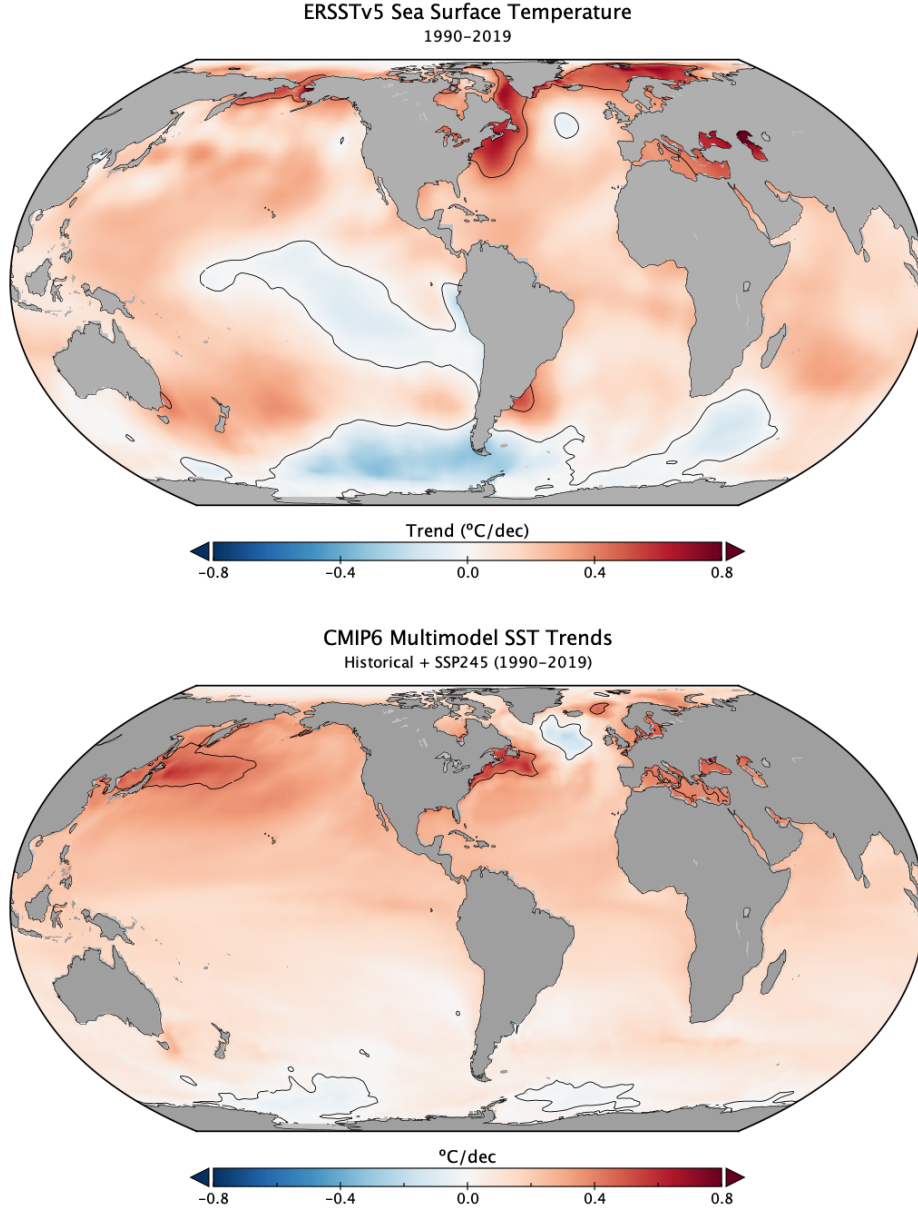 ERSSTv5 Sea Surface Temperature
1990-2019
Trend (ºC/dec)
-0.8 -0.4 0.0 0.4 0.8
CMIP6 Multimodel SST Trends
Historical + SSP245 (1990-2019)
ºC/dec
-0.8 -0.4 0.0 0.4 0.8